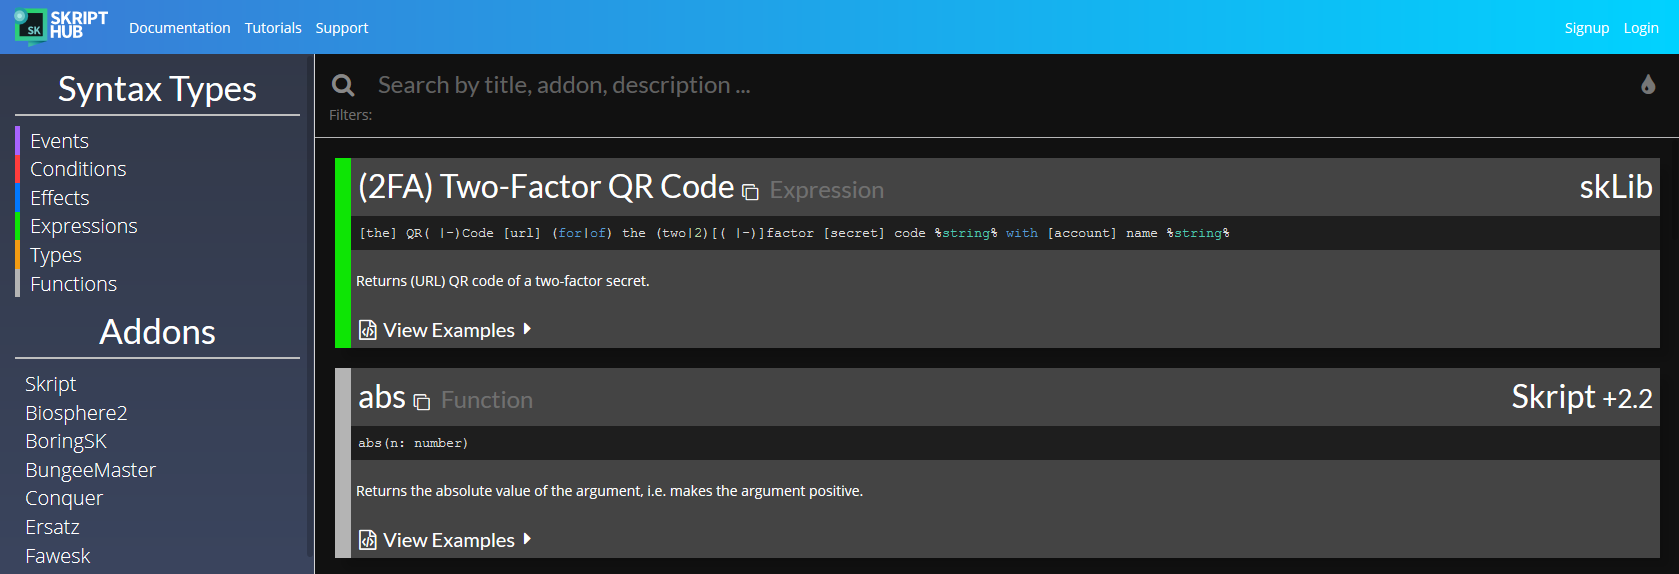 SKRIPT
HUB
SK
Documentation Tutorials Support
Signup Login
Syntax Types
Events
Conditions
Effects
Expressions
Types
Functions
Addons
Skript
Biosphere2
BoringSK
BungeeMaster
Conquer
Ersatz
Fawesk
Search by title, addon, description ...
Filters:
(2FA) Two-Factor QR Code Expression skLib
[the] QR( |-)Code [url] (for|of) the (two|2)[( |-)]factor [secret] code %string% with [account] name %string%
Returns (URL) QR code of a two-factor secret.
View Examples
abs Function Skript +2.2
abs(n: number)
Returns the absolute value of the argument, i.e. makes the argument positive.
View Examples